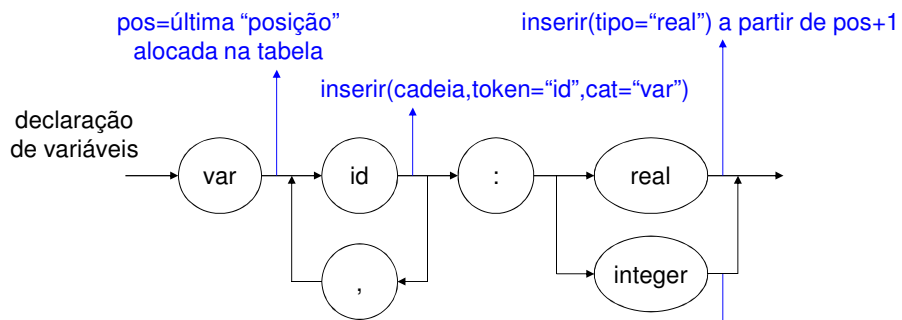 pos=última “posição”
alocada na tabela
inserir(tipo=“real”) a partir de pos+1
inserir(cadeia,token=“id”,cat=“var”)
declaração
de variáveis
var
id
:
real
,
integer